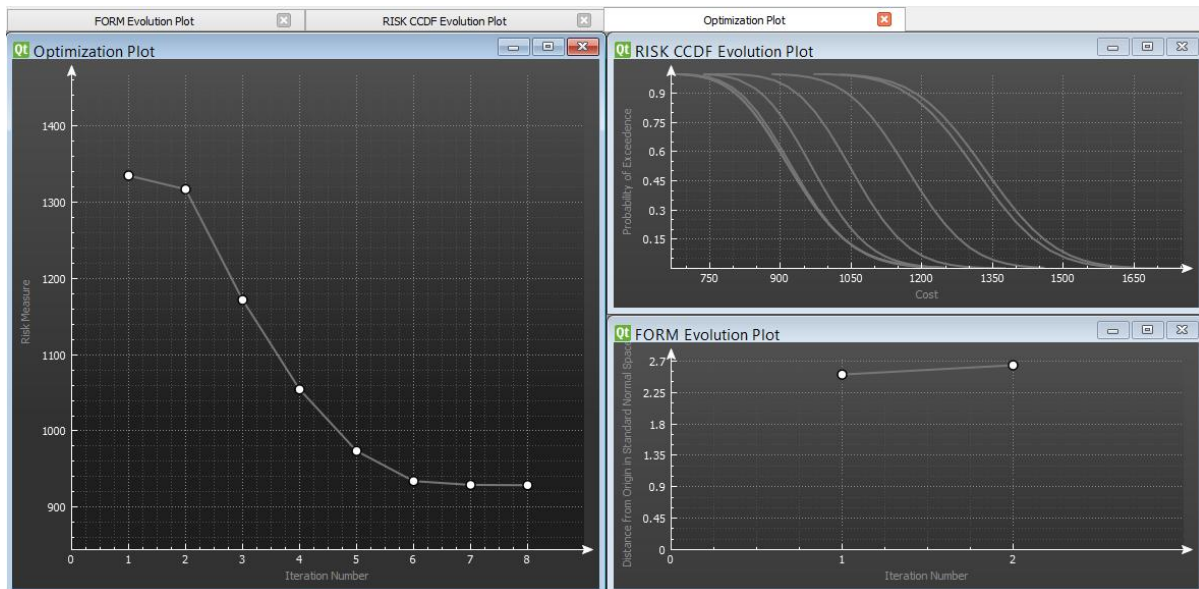 FORM Evolution Plot
RISK CCDF Evolution Plot
Optimization Plot
Qt Optimization Plot
1400
1300
1200
1100
1000
900
0 1 2 3 4 5 6 7 8
Risk Measure
Iteration Number
Qt RISK CCDF Evolution Plot
0.9
0.75
0.6
0.45
0.3
0.15
750 900 1050 1200 1350 1500 1650
Probability of Exceedence
Cost
Qt FORM Evolution Plot
2.7
2.25
1.8
1.35
0.9
0.45
0
0 1 2
Distance from Origin in Standard Normal Space
Iteration Number